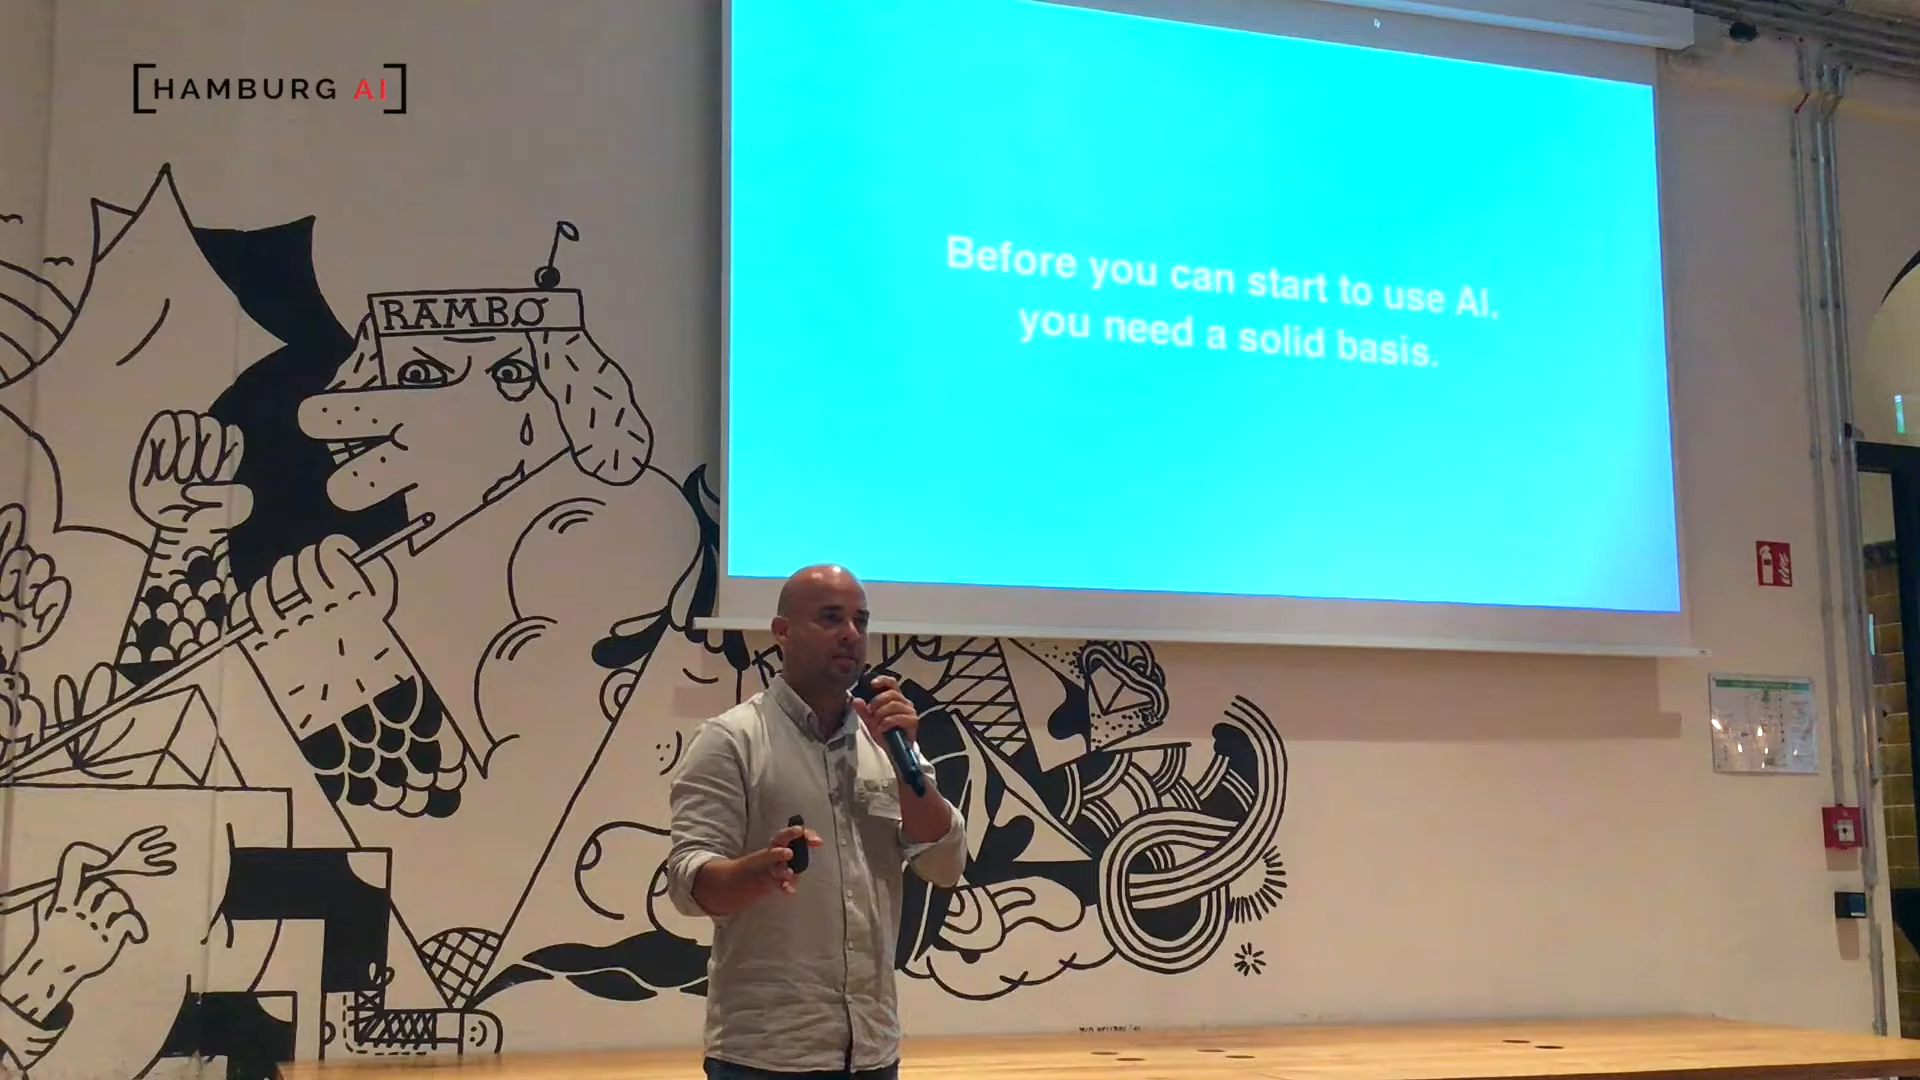 [HAMBURG AI]
RAMBO
Before you can start to use AI.
you need a solid basis.